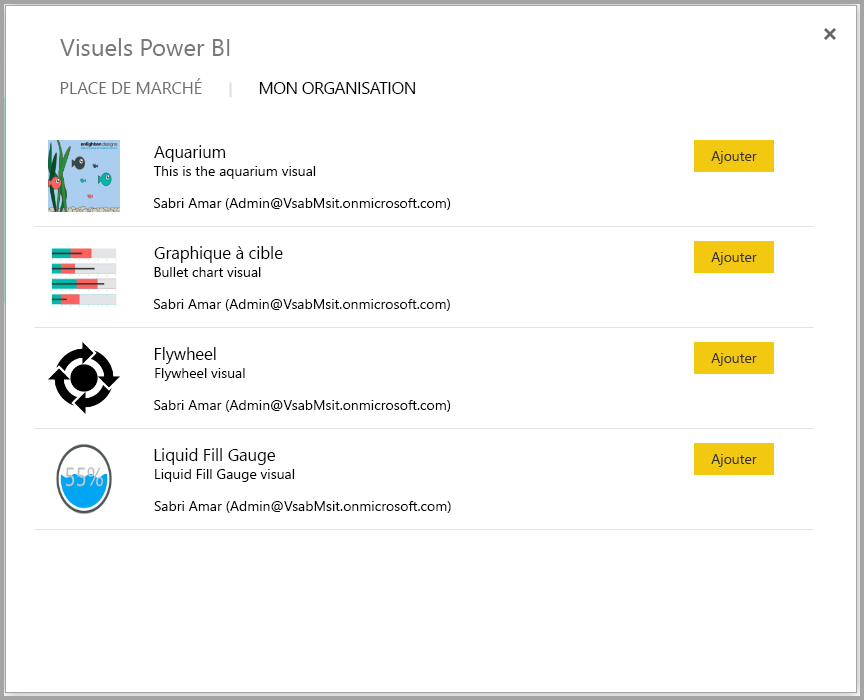 Visuels Power BI
PLACE DE MARCHÉ | MON ORGANISATION
enlighten designs
Aquarium
Ajouter
This is the aquarium visual
Sabri Amar (Admin@VsabMsit.onmicrosoft.com)
Graphique à cible
Ajouter
Bullet chart visual
Sabri Amar (Admin@VsabMsit.onmicrosoft.com)
Flywheel
Ajouter
Flywheel visual
Sabri Amar (Admin@VsabMsit.onmicrosoft.com)
Liquid Fill Gauge
Ajouter
55%
Liquid Fill Gauge visual
Sabri Amar (Admin@VsabMsit.onmicrosoft.com)